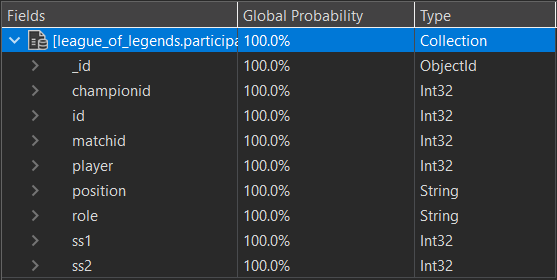 Fields Global Probability Type
[league_of_legends.participa 100.0% Collection
_id 100.0% ObjectId
championid 100.0% Int32
id 100.0% Int32
matchid 100.0% Int32
player 100.0% Int32
position 100.0% String
role 100.0% String
ss1 100.0% Int32
ss2 100.0% Int32